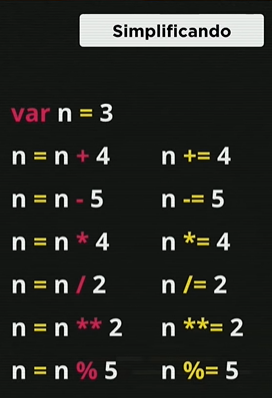 Simplificando
var n = 3
n = n + 4 n += 4
n = n - 5 n -= 5
n = n * 4 n *= 4
n = n / 2 n /= 2
n = n ** 2 n **= 2
n = n % 5 n %= 5